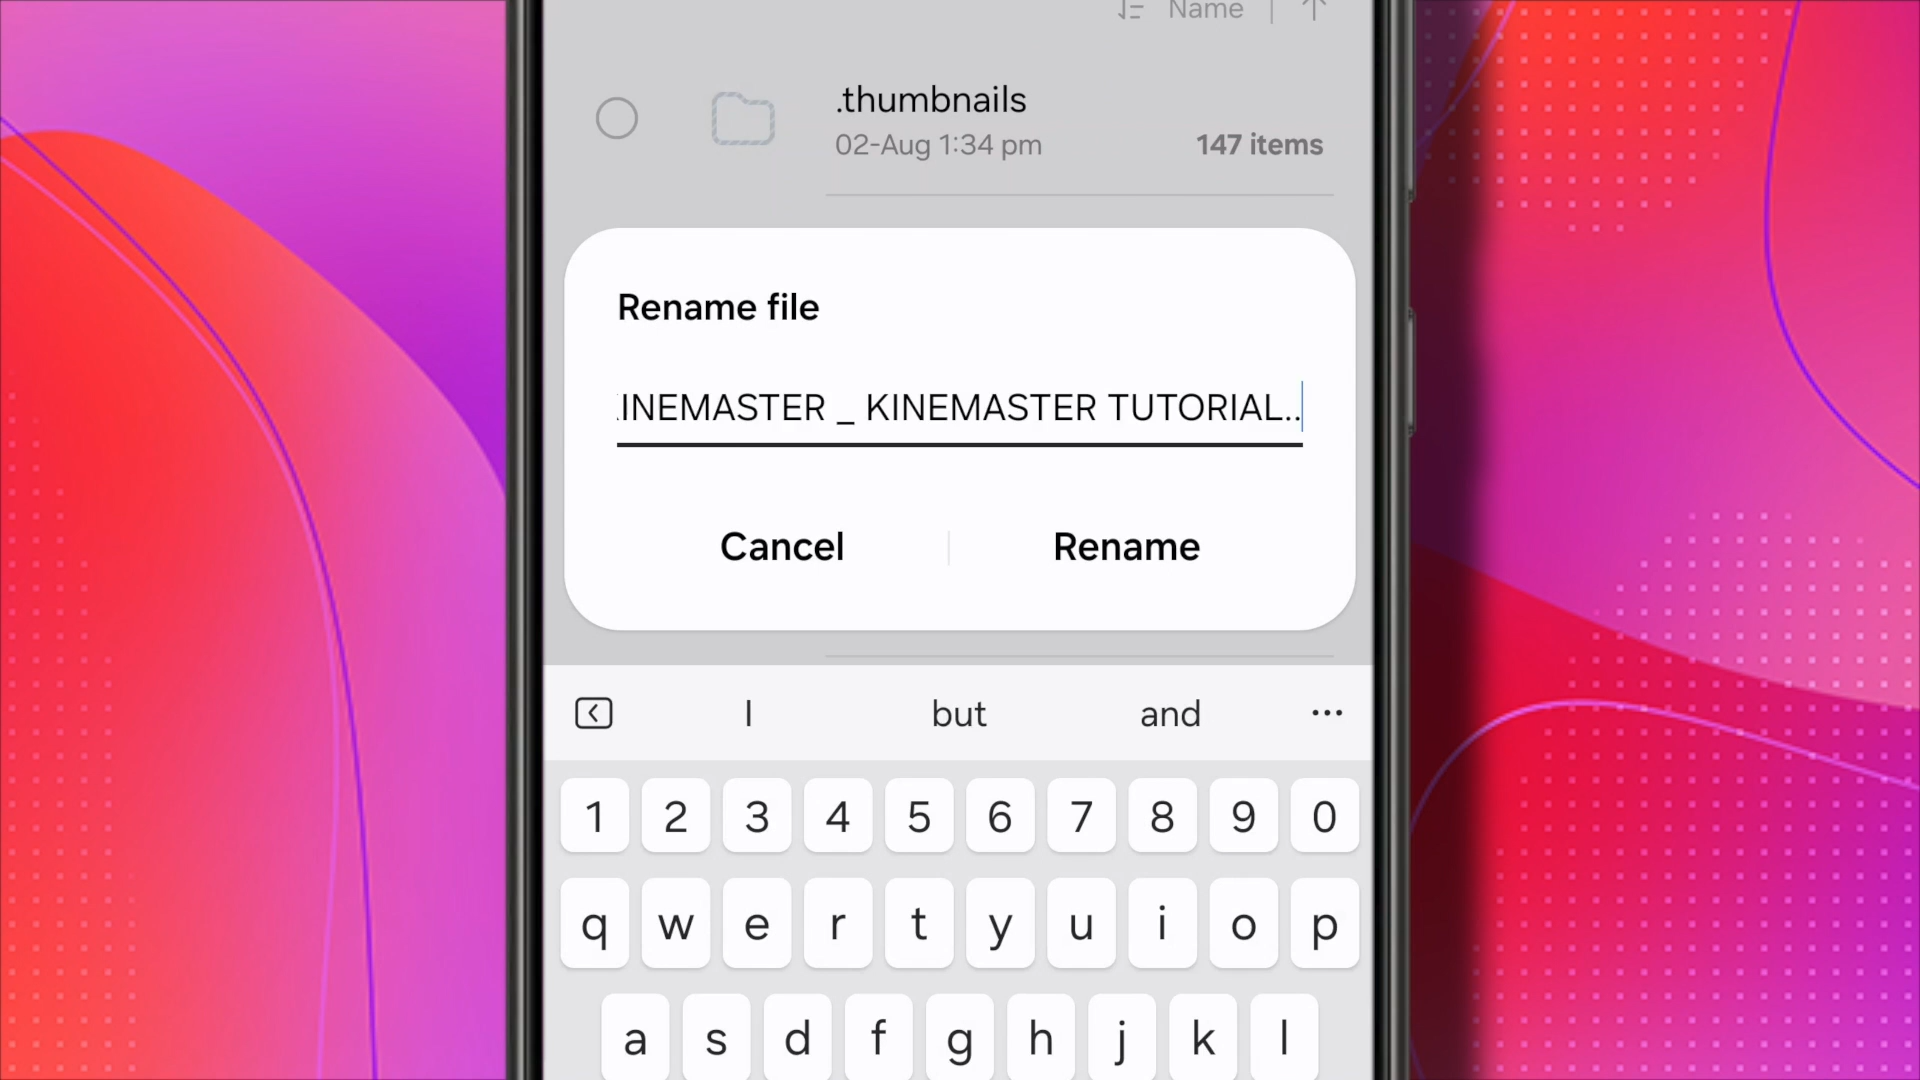 Name
.thumbnails
02-Aug 1:34 pm 147 items
Rename file
INEMASTER _ KINEMASTER TUTORIAL..
Cancel Rename
I but and ...
1 2 3 4 5 6 7 8 9 0
q w e r t y u i o p
a s d f g h j k l